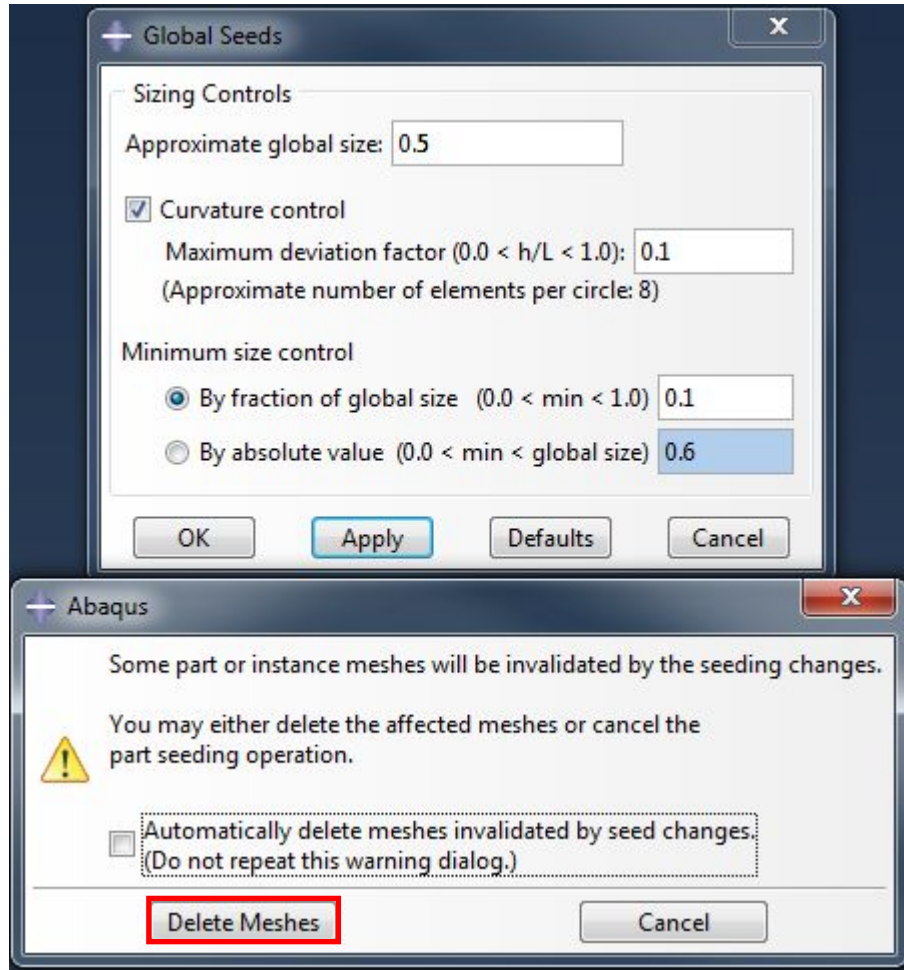 Global Seeds
Sizing Controls
Approximate global size: 0.5
Curvature control
Maximum deviation factor (0.0 < h/L < 1.0): 0.1
(Approximate number of elements per circle: 8)
Minimum size control
By fraction of global size (0.0 < min < 1.0) 0.1
By absolute value (0.0 < min < global size) 0.6
OK Apply Defaults Cancel
Abaqus
Some part or instance meshes will be invalidated by the seeding changes.
You may either delete the affected meshes or cancel the
part seeding operation.
Automatically delete meshes invalidated by seed changes.
(Do not repeat this warning dialog.)
Delete Meshes Cancel